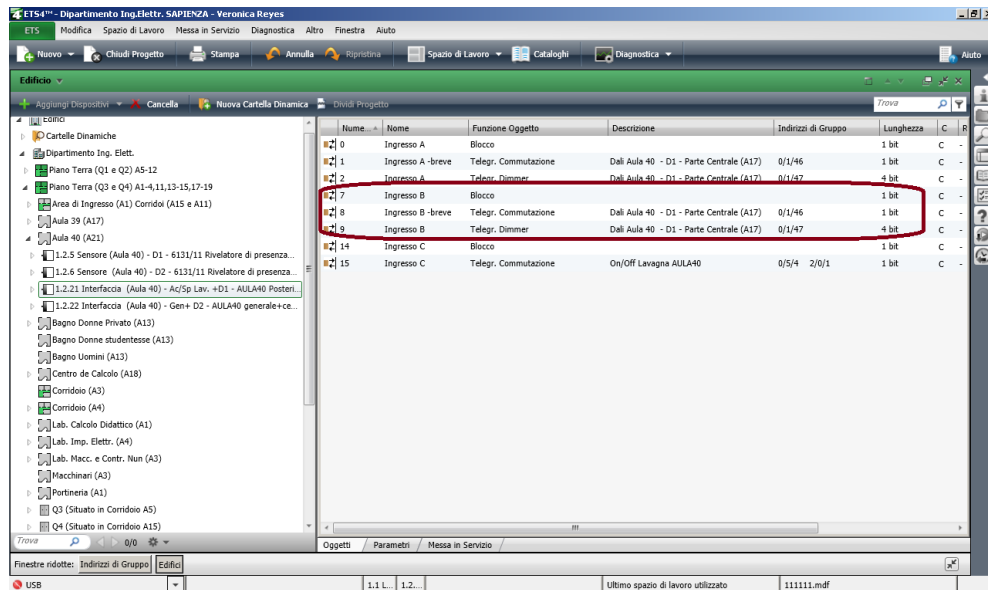 ETS4™ - Dipartimento Ing.Elettr. SAPIENZA - Veronica Reyes
ETS Modifica Spazio di Lavoro Messa in Servizio Diagnostica Altro Finestra Aiuto
Nuovo Chiudi Progetto Stampa Annulla Ripristina Spazio di Lavoro Cataloghi Diagnostica Aiuto
Edificio
Aggiungi Dispositivi Cancella Nuova Cartella Dinamica Dividi Progetto Trova
Edifici
Cartelle Dinamiche
Dipartimento Ing. Elett.
Piano Terra (Q1 e Q2) A5-12
Piano Terra (Q3 e Q4) A1-4,11,13-15,17-19
Area di Ingresso (A1) Corridoi (A15 e A11)
Aula 39 (A17)
Aula 40 (A21)
1.2.5 Sensore (Aula 40) - D1 - 6131/11 Rivelatore di presenza...
1.2.6 Sensore (Aula 40) - D2 - 6131/11 Rivelatore di presenza...
1.2.21 Interfaccia (Aula 40) - Ac/Sp Lav. +D1 - AULA40 Posteri...
1.2.22 Interfaccia (Aula 40) - Gen+ D2 - AULA40 generale+ce...
Bagno Donne Privato (A13)
Bagno Donne studentesse (A13)
Bagno Uomini (A13)
Centro de Calcolo (A18)
Corridoio (A3)
Corridoio (A4)
Lab. Calcolo Didattico (A1)
Lab. Imp. Elettr. (A4)
Lab. Macc. e Contr. Nun (A3)
Macchinari (A3)
Portineria (A1)
Q3 (Situato in Corridoio A5)
Q4 (Situato in Corridoio A15)
Trova 0/0
Nume... Nome Funzione Oggetto Descrizione Indirizzi di Gruppo Lunghezza C R
0 Ingresso A Blocco 1 bit C -
1 Ingresso A -breve Telegr. Commutazione Dali Aula 40 - D1 - Parte Centrale (A17) 0/1/46 1 bit C -
2 Ingresso A Telegr. Dimmer Dali Aula 40 - D1 - Parte Centrale (A17) 0/1/47 4 bit C -
7 Ingresso B Blocco 1 bit C -
8 Ingresso B -breve Telegr. Commutazione Dali Aula 40 - D1 - Parte Centrale (A17) 0/1/46 1 bit C -
9 Ingresso B Telegr. Dimmer Dali Aula 40 - D1 - Parte Centrale (A17) 0/1/47 4 bit C -
14 Ingresso C Blocco 1 bit C -
15 Ingresso C Telegr. Commutazione On/Off Lavagna AULA40 0/5/4 2/0/1 1 bit C -
Oggetti Parametri Messa in Servizio
Finestre ridotte: Indirizzi di Gruppo Edifici
USB 1.1 L... 1.2.... Ultimo spazio di lavoro utilizzato 111111.mdf